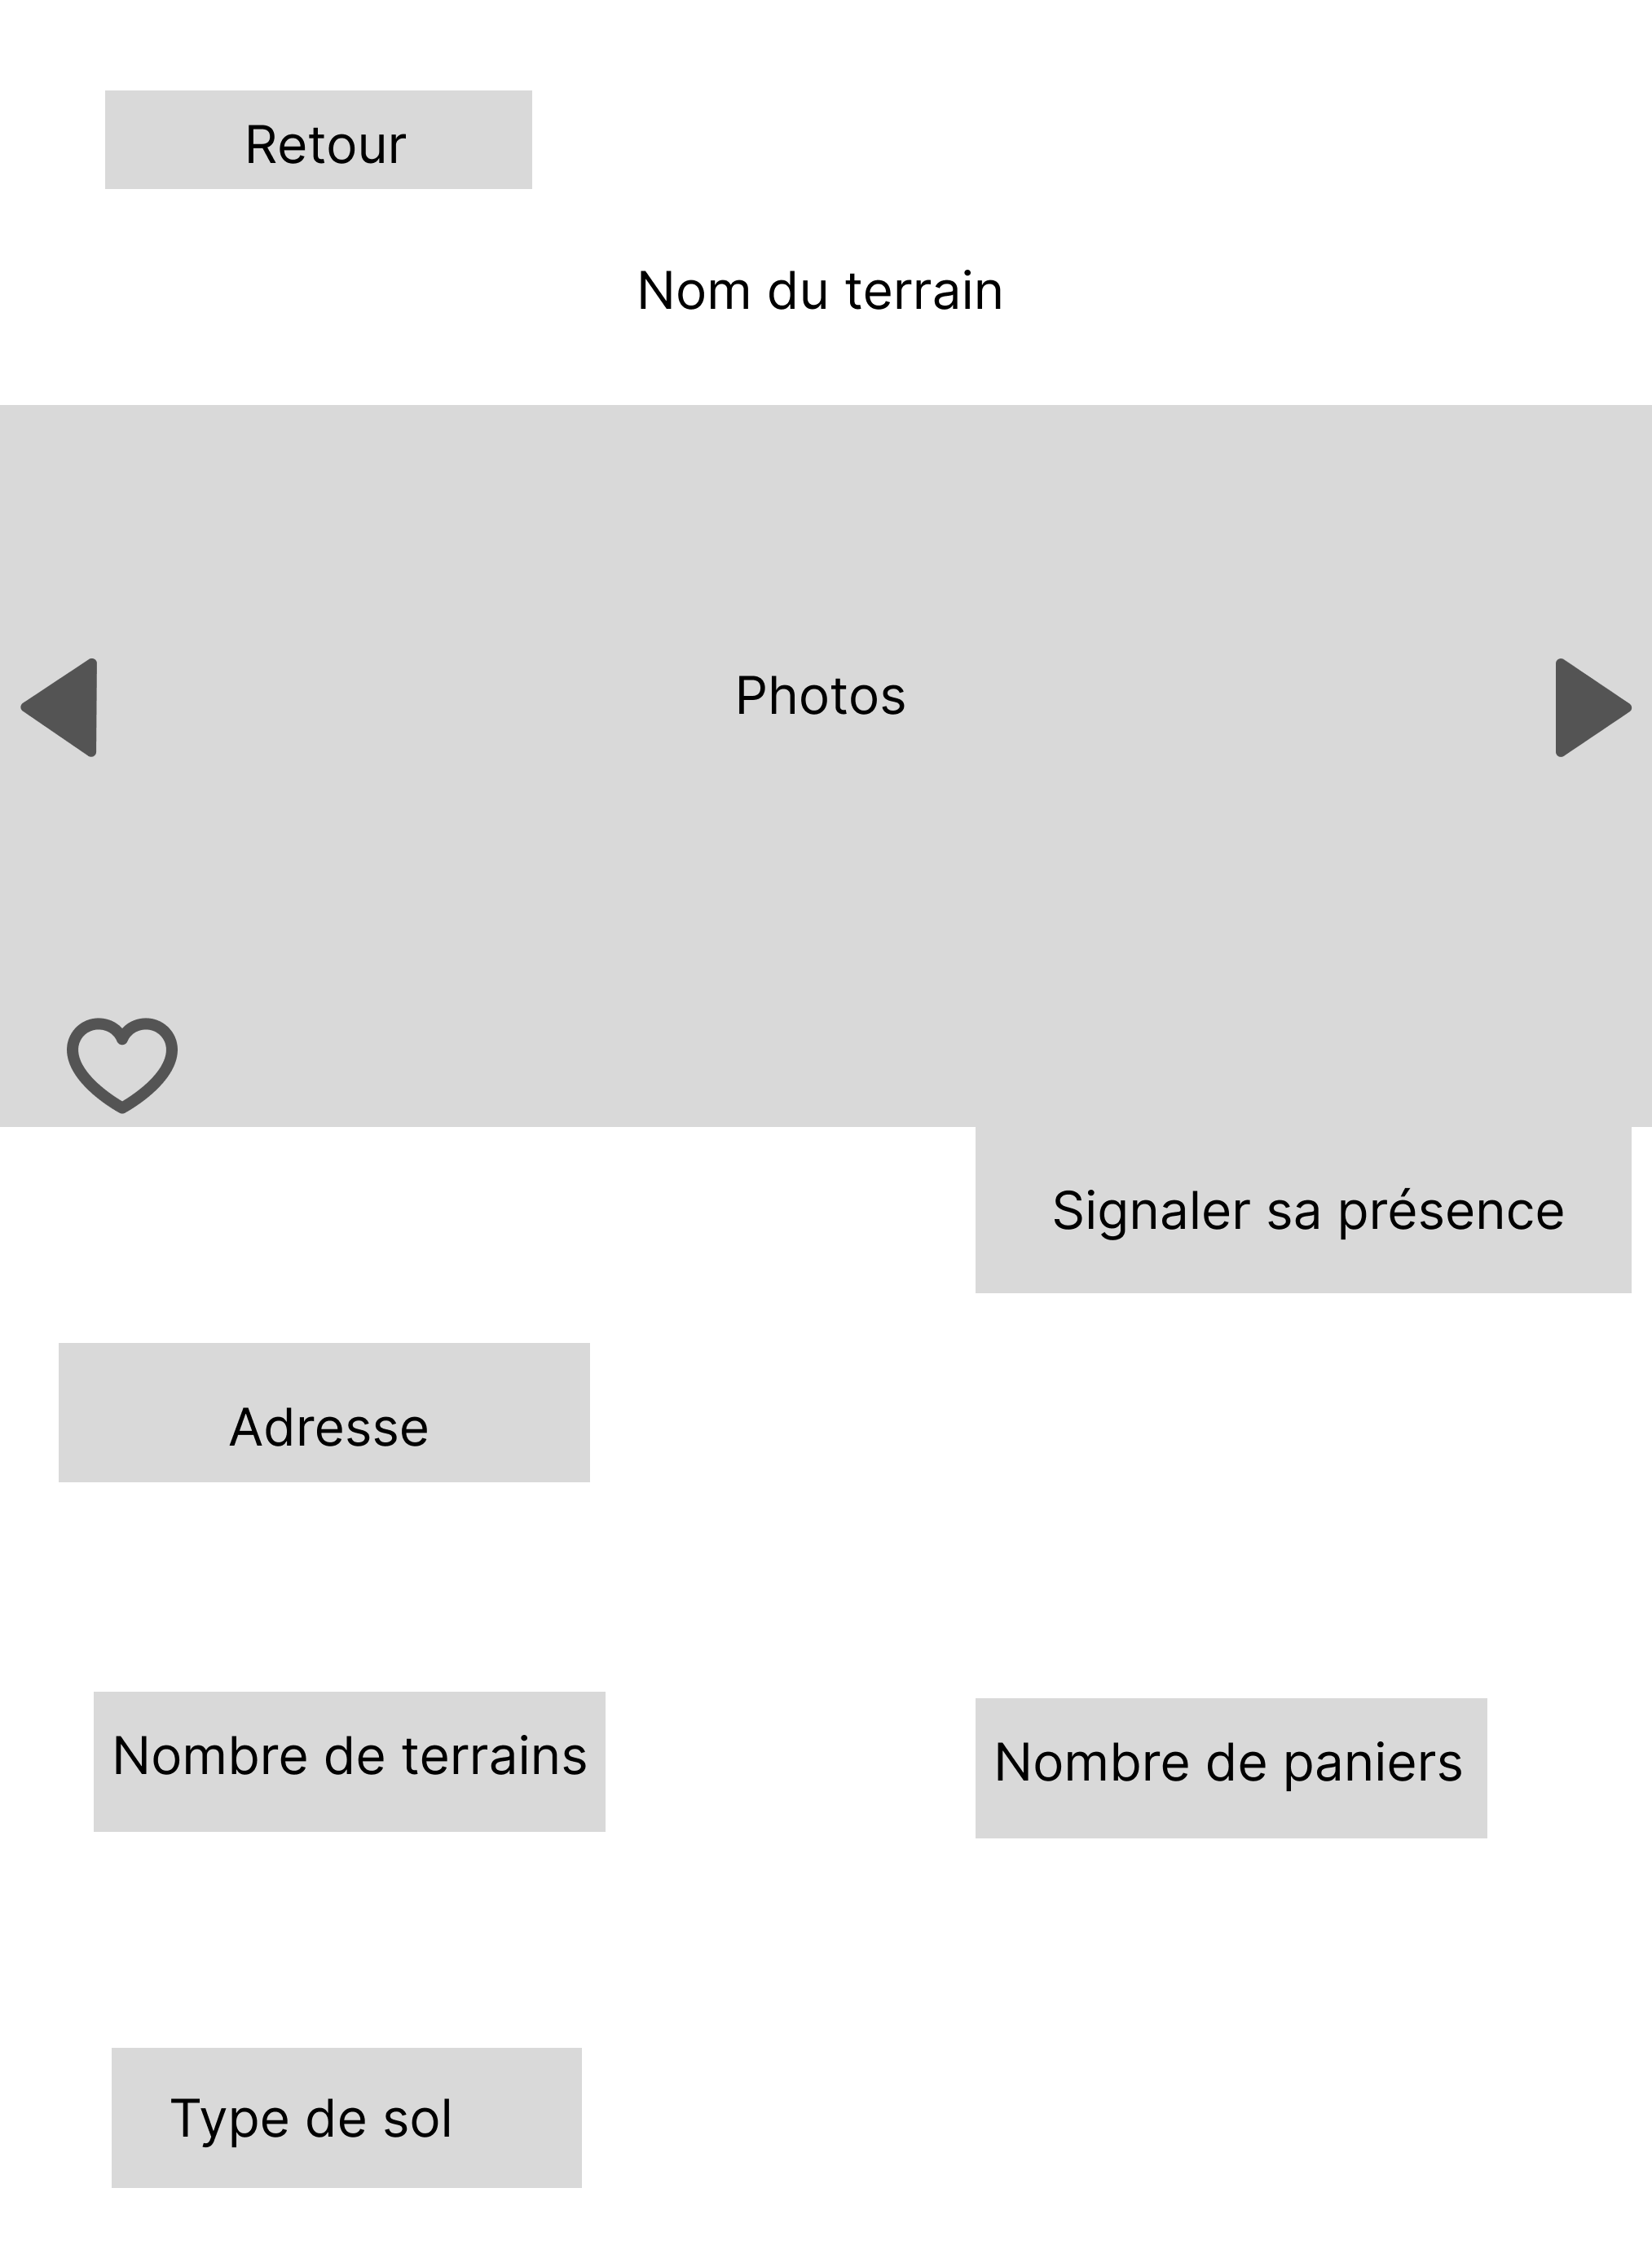 Retour
Nom du terrain
Photos
Signaler sa présence
Adresse
Nombre de terrains
Nombre de paniers
Type de sol